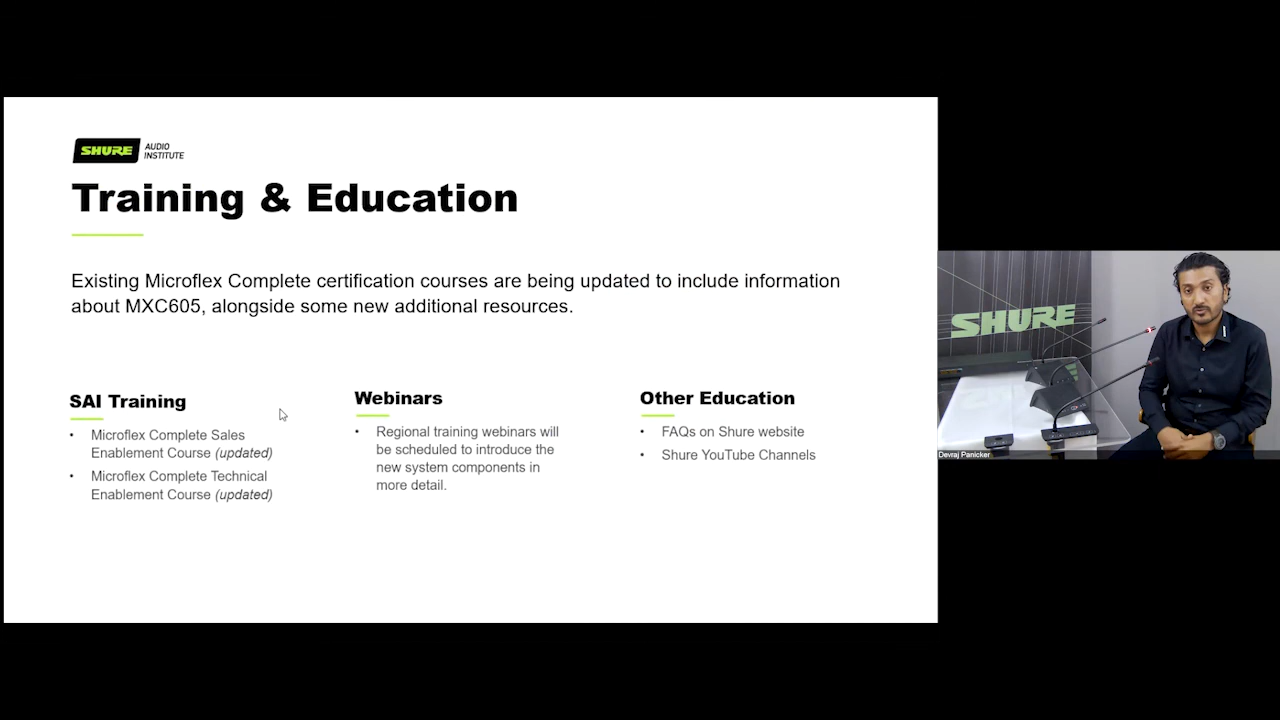 SHURE AUDIO
INSTITUTE
Training & Education
Existing Microflex Complete certification courses are being updated to include information
about MXC605, alongside some new additional resources.
SAI Training
• Microflex Complete Sales
Enablement Course (updated)
• Microflex Complete Technical
Enablement Course (updated)
Webinars
• Regional training webinars will
be scheduled to introduce the
new system components in
more detail.
Other Education
• FAQs on Shure website
• Shure YouTube Channels
SHURE
Devraj Panicker